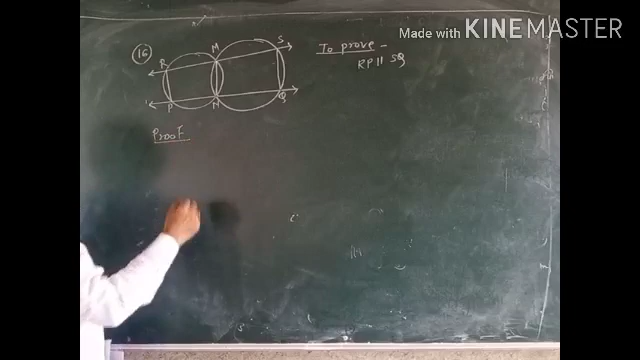 Made with KINEMASTER
(16)
M
S
R
P
N
Q
To prove -
RP || SQ
Proof